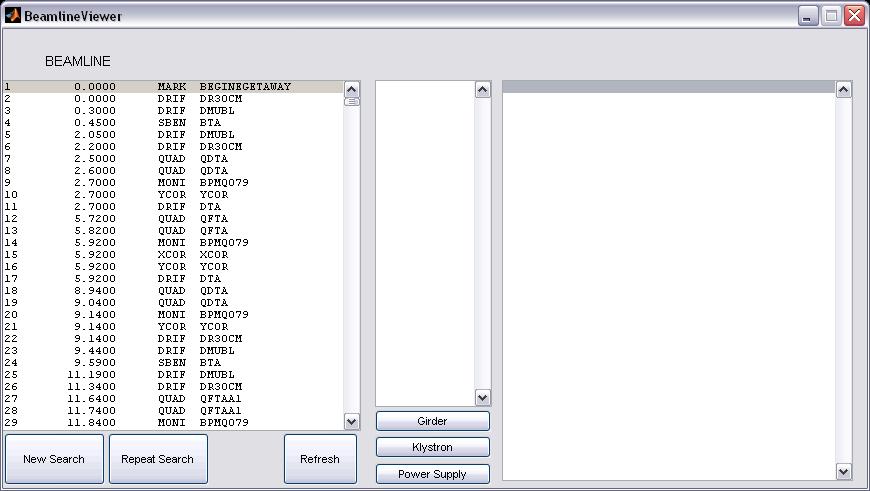 BeamlineViewer
BEAMLINE
1 0.0000 MARK BEGINEGETAWAY
2 0.0000 DRIF DR30CM
3 0.3000 DRIF DMUBL
4 0.4500 SBEN BTA
5 2.0500 DRIF DMUBL
6 2.2000 DRIF DR30CM
7 2.5000 QUAD QDTA
8 2.6000 QUAD QDTA
9 2.7000 MONI BPMQ079
10 2.7000 YCOR YCOR
11 2.7000 DRIF DTA
12 5.7200 QUAD QFTA
13 5.8200 QUAD QFTA
14 5.9200 MONI BPMQ079
15 5.9200 XCOR XCOR
16 5.9200 YCOR YCOR
17 5.9200 DRIF DTA
18 8.9400 QUAD QDTA
19 9.0400 QUAD QDTA
20 9.1400 MONI BPMQ079
21 9.1400 YCOR YCOR
22 9.1400 DRIF DR30CM
23 9.4400 DRIF DMUBL
24 9.5900 SBEN BTA
25 11.1900 DRIF DMUBL
26 11.3400 DRIF DR30CM
27 11.6400 QUAD QFTAA1
28 11.7400 QUAD QFTAA1
29 11.8400 MONI BPMQ079
Girder
Klystron
Power Supply
New Search
Repeat Search
Refresh